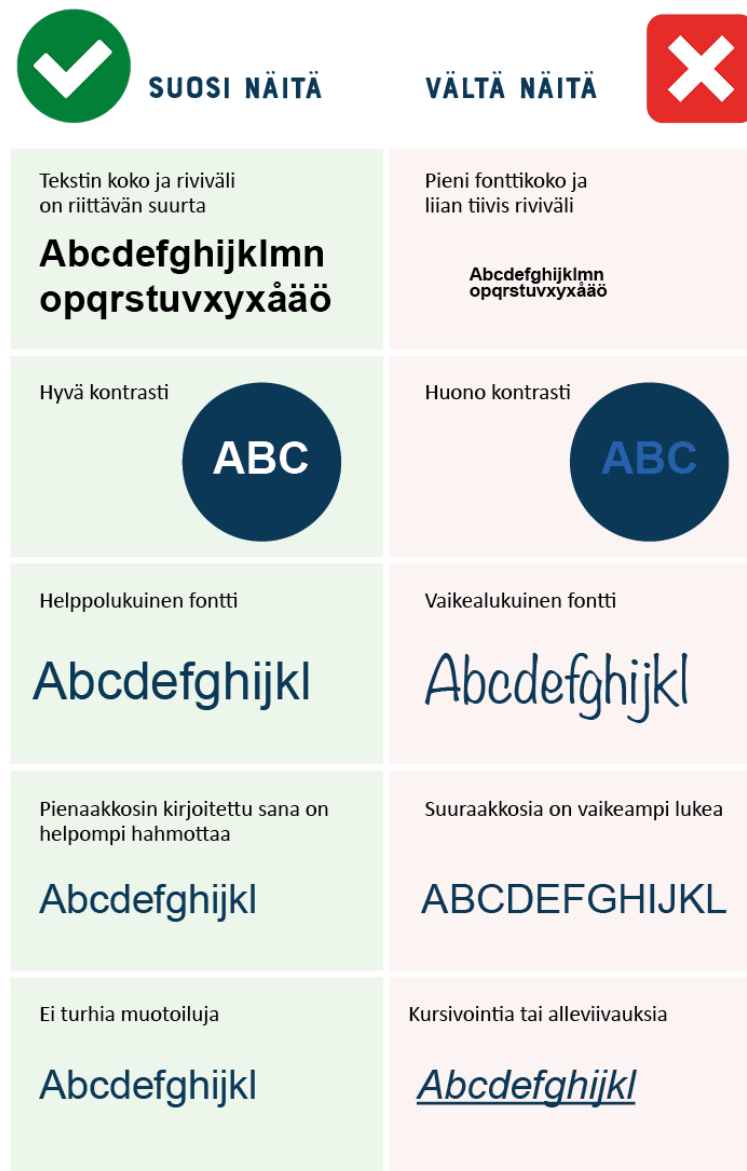 SUOSI NÄITÄ
VÄLTÄ NÄITÄ
Tekstin koko ja riviväli
on riittävän suurta
Abcdefghijklmn
opqrstuvxyxåäö
Pieni fonttikoko ja
liian tiivis riviväli
Abcdefghijklmn
opqrstuvxyxåäö
Hyvä kontrasti
ABC
Huono kontrasti
ABC
Helppolukuinen fontti
Abcdefghijkl
Vaikealukuinen fontti
Abcdefghijkl
Pienaakkosin kirjoitettu sana on
helpompi hahmottaa
Abcdefghijkl
Suuraakkosia on vaikeampi lukea
ABCDEFGHIJKL
Ei turhia muotoiluja
Abcdefghijkl
Kursivointia tai alleviivauksia
Abcdefghijkl